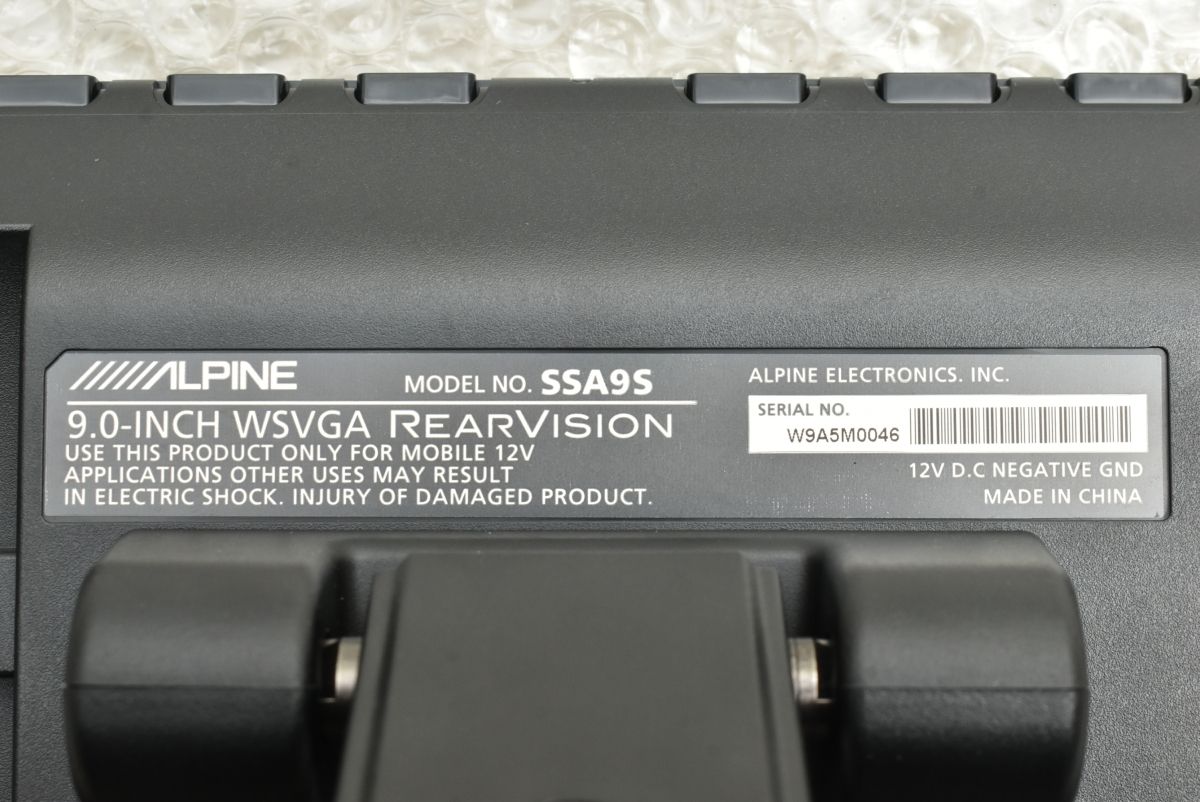 ALPINE
MODEL NO. SSA9S
9.0-INCH WSVGA REARVISION
USE THIS PRODUCT ONLY FOR MOBILE 12V
APPLICATIONS OTHER USES MAY RESULT
IN ELECTRIC SHOCK. INJURY OF DAMAGED PRODUCT.
ALPINE ELECTRONICS. INC.
SERIAL NO.
W9A5M0046
12V D.C NEGATIVE GND
MADE IN CHINA